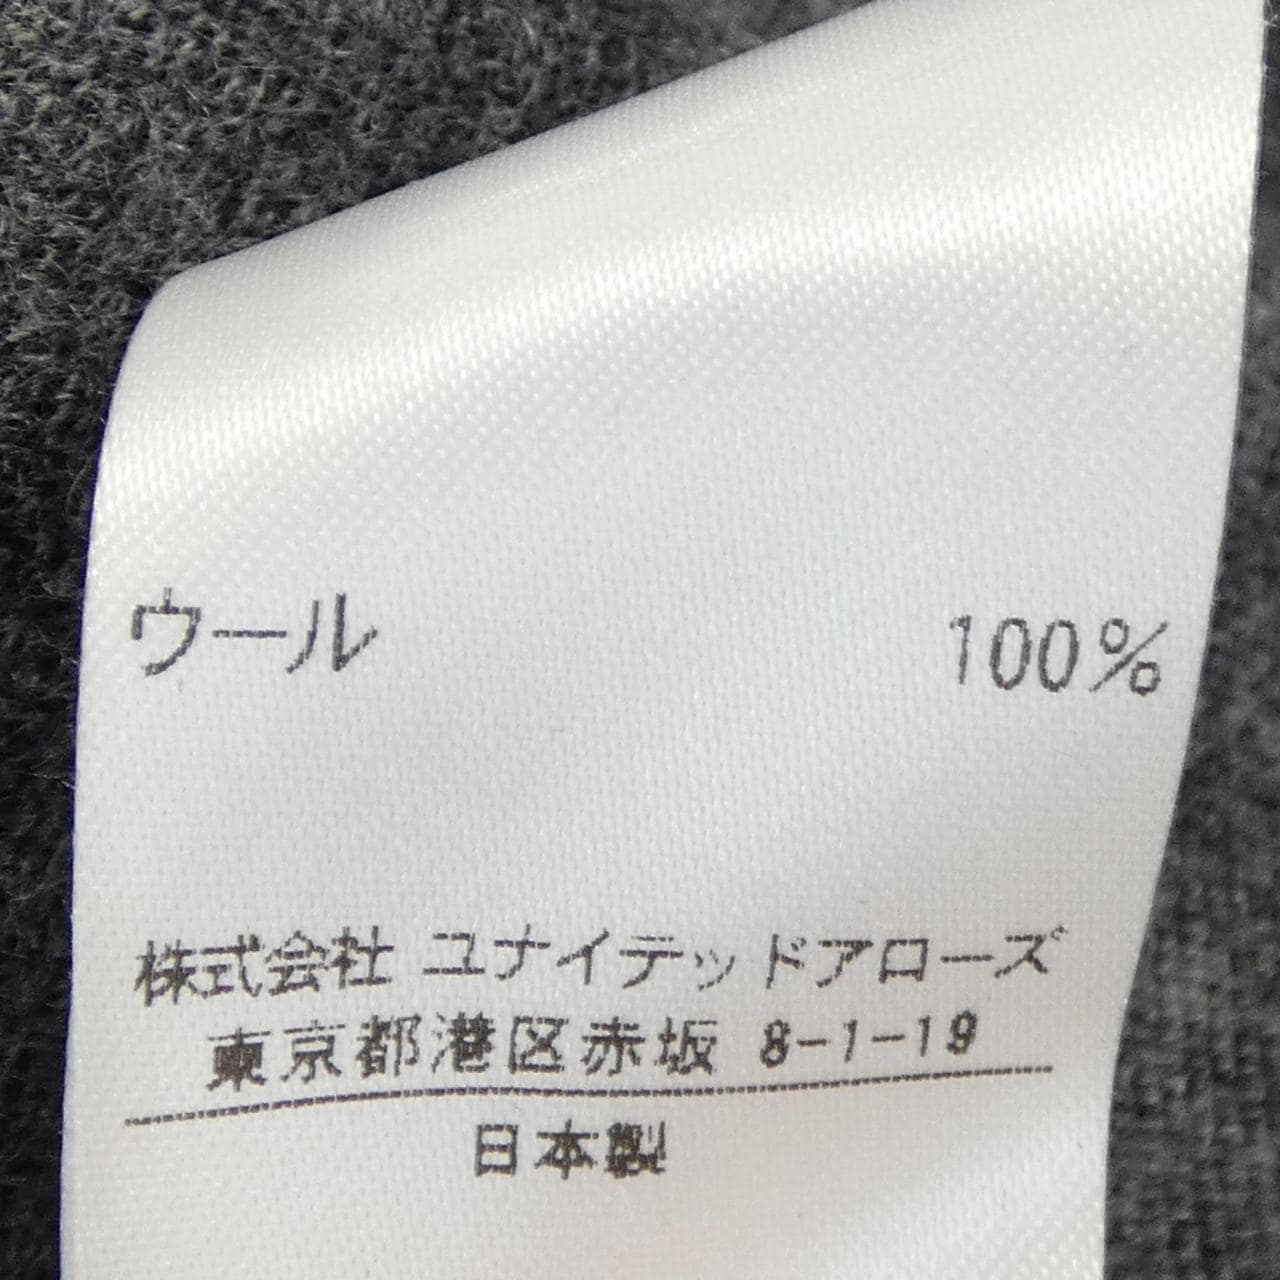 ウール 100%
株式会社 ユナイテッドアローズ
東京都港区赤坂 8-1-19
日本製